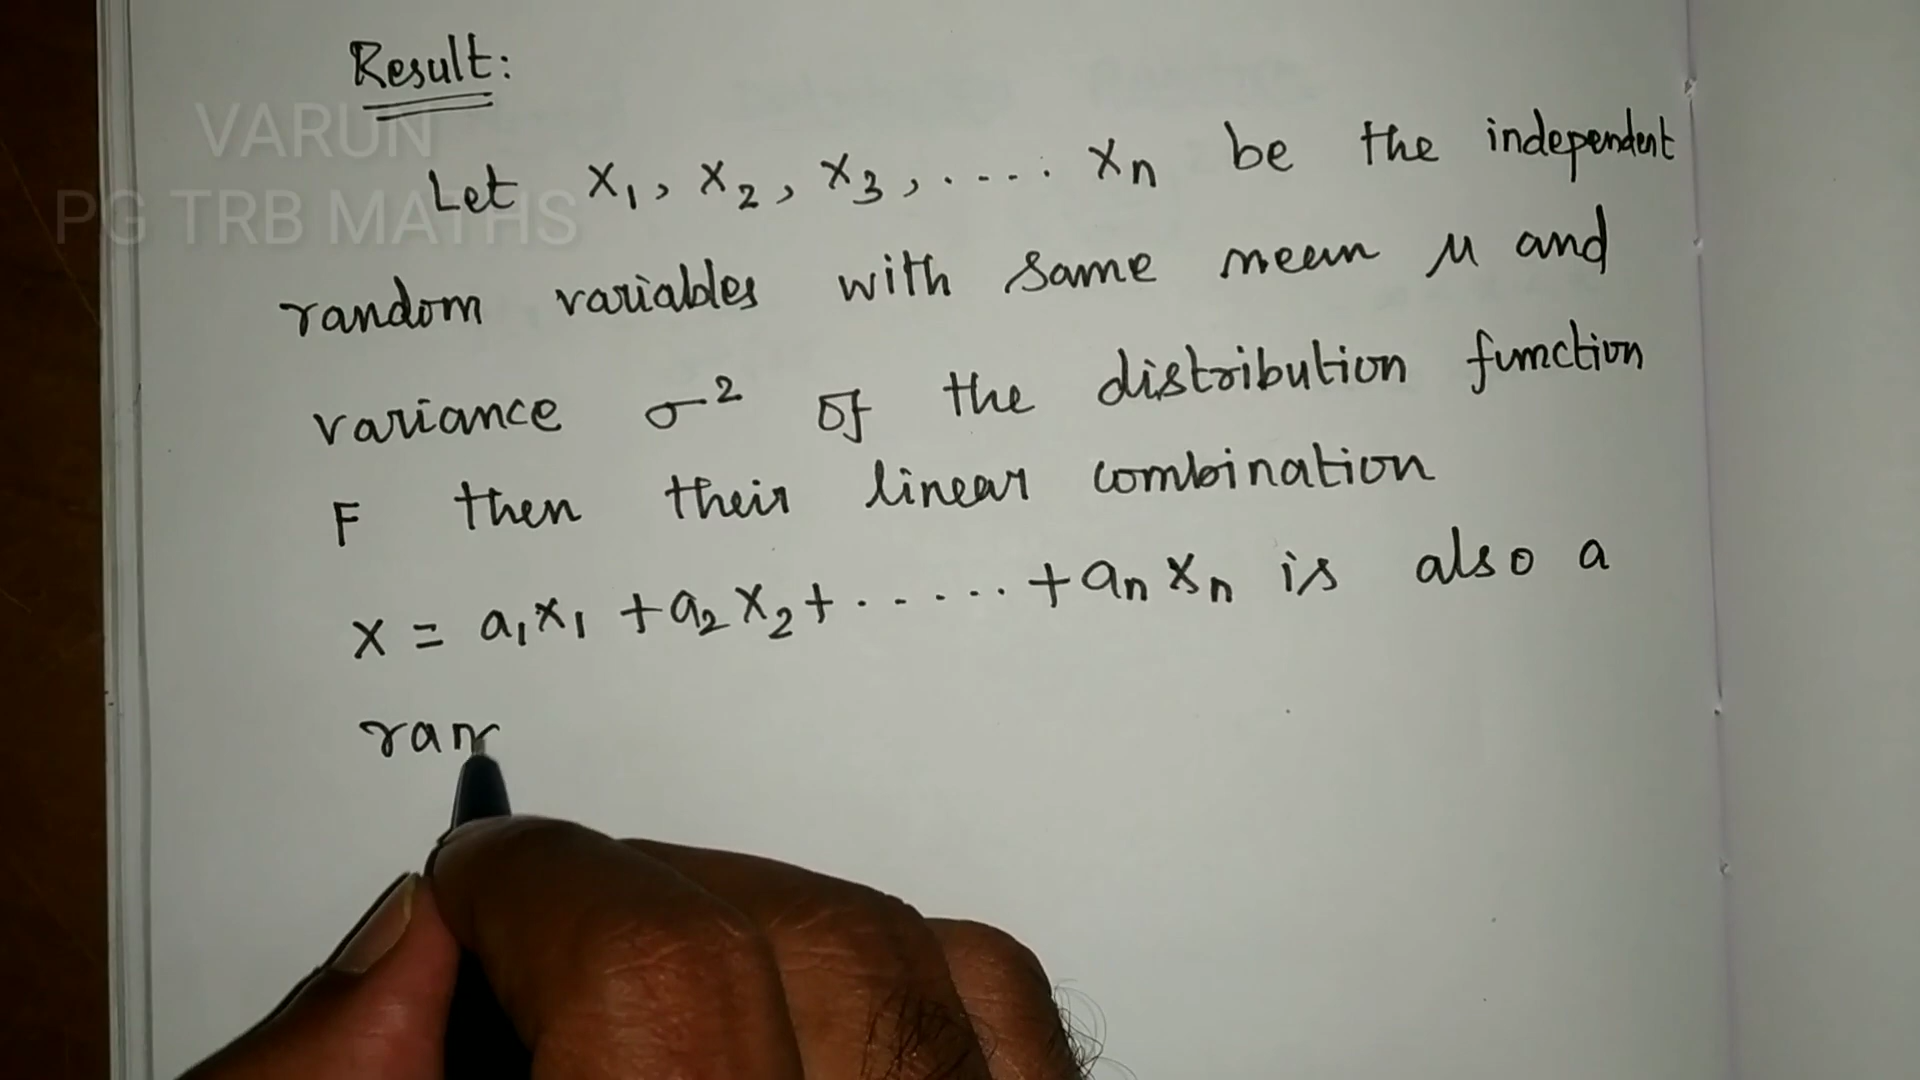 Result:
VARUN
PG TRB MATHS
Let X₁, X₂, X₃, ..... Xn be the independent
random variables with same mean μ and
variance σ² of the distribution function
F then their linear combination
X = a₁X₁ + a₂X₂ + ...... + anXn is also a
ran